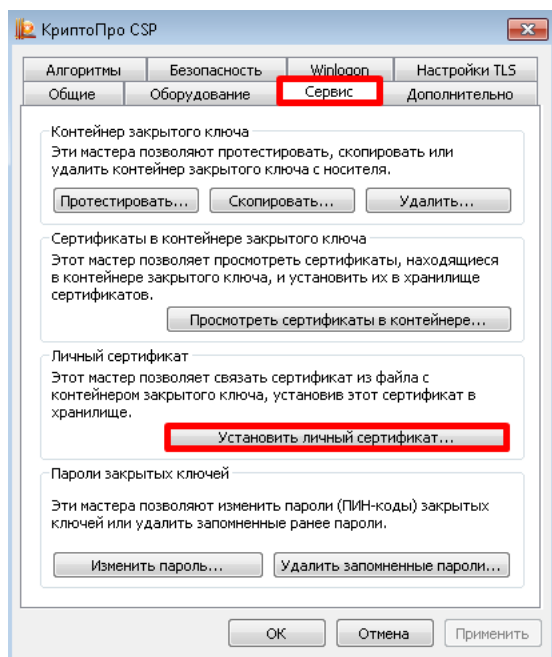 КриптоПро CSP
Алгоритмы Безопасность Winlogon Настройки TLS
Общие Оборудование Сервис Дополнительно
Контейнер закрытого ключа
Эти мастера позволяют протестировать, скопировать или
удалить контейнер закрытого ключа с носителя.
Протестировать... Скопировать... Удалить...
Сертификаты в контейнере закрытого ключа
Этот мастер позволяет просмотреть сертификаты, находящиеся
в контейнере закрытого ключа, и установить их в хранилище
сертификатов.
Просмотреть сертификаты в контейнере...
Личный сертификат
Этот мастер позволяет связать сертификат из файла с
контейнером закрытого ключа, установив этот сертификат в
хранилище.
Установить личный сертификат...
Пароли закрытых ключей
Эти мастера позволяют изменить пароли (ПИН-коды) закрытых
ключей или удалить запомненные ранее пароли.
Изменить пароль... Удалить запомненные пароли...
ОК Отмена Применить